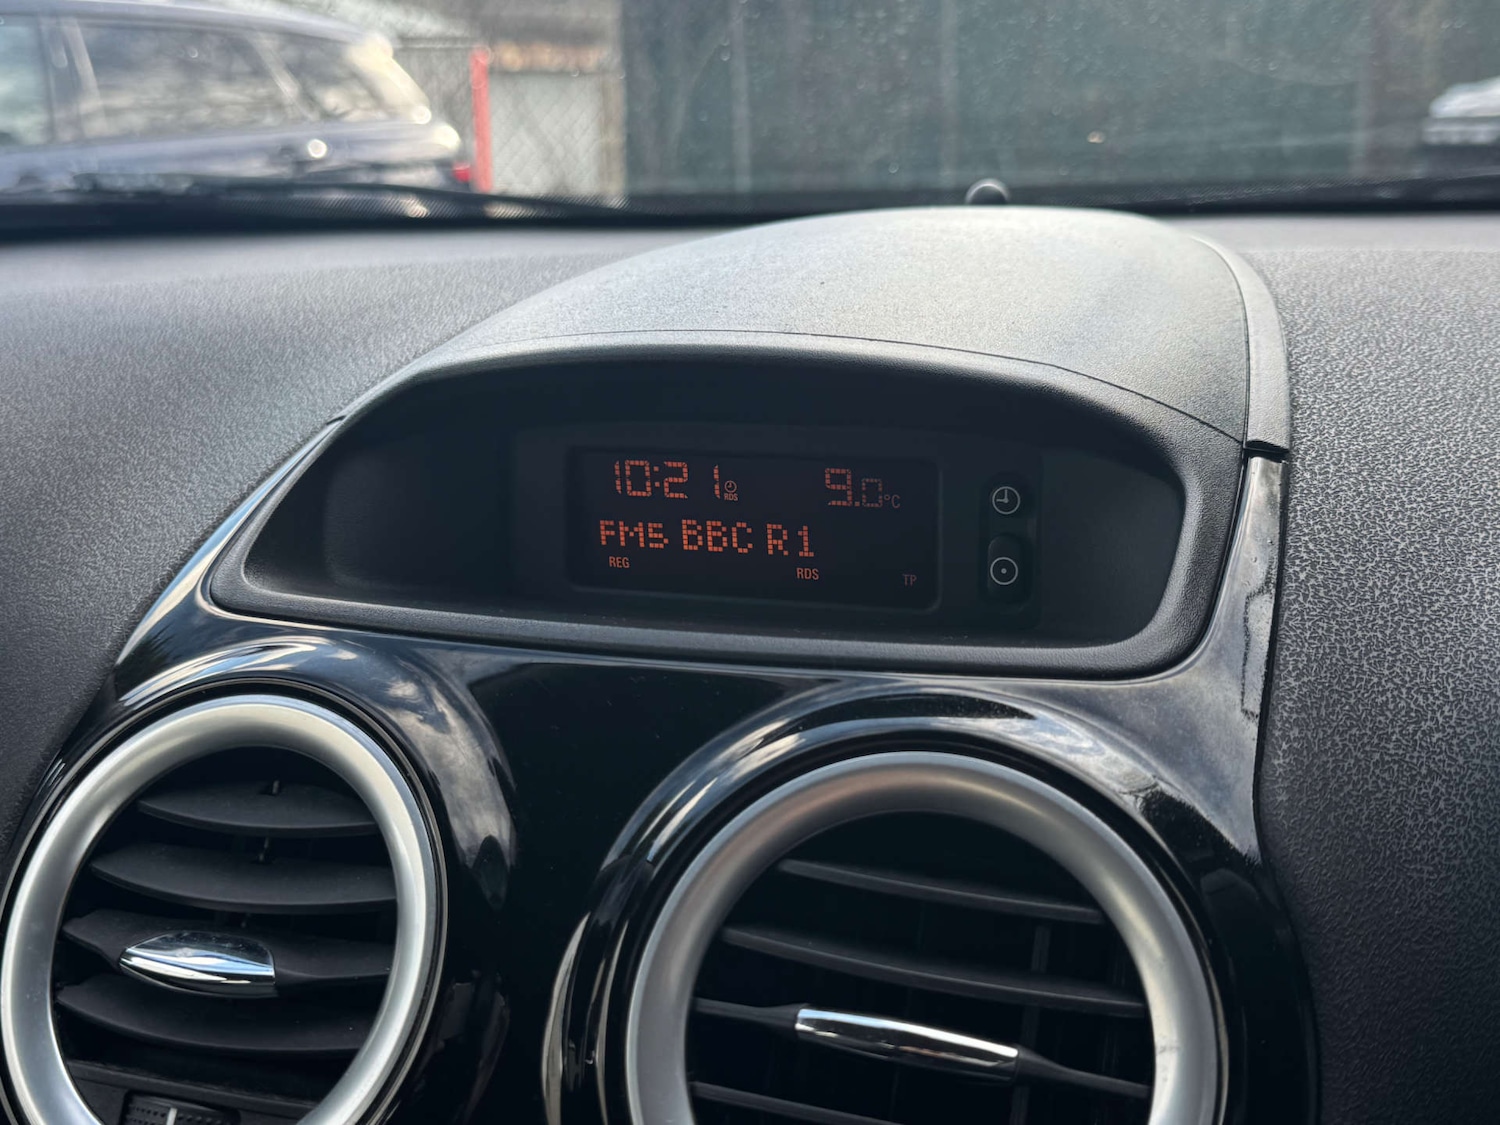 10:21 RDS 9.0°C
FM5 BBC R1
REG RDS TP